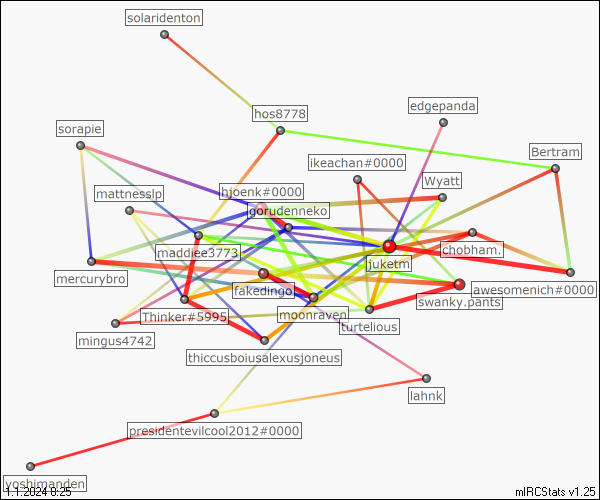 solaridenton
edgepanda
hos8778
sorapie
Bertram
ikeachan#0000
Wyatt
mattnesslp
hjoenk#0000
gorudenneko
maddiee3773
chobham.
juketm
mercurybro
fakedingo
awesomenich#0000
swanky.pants
Thinker#5995
moonraven
turtelious
mingus4742
thiccusboiusalexusjoneus
lahnk
presidentevilcool2012#0000
yoshimanden
1.1.2024 8:25
mIRCStats v1.25